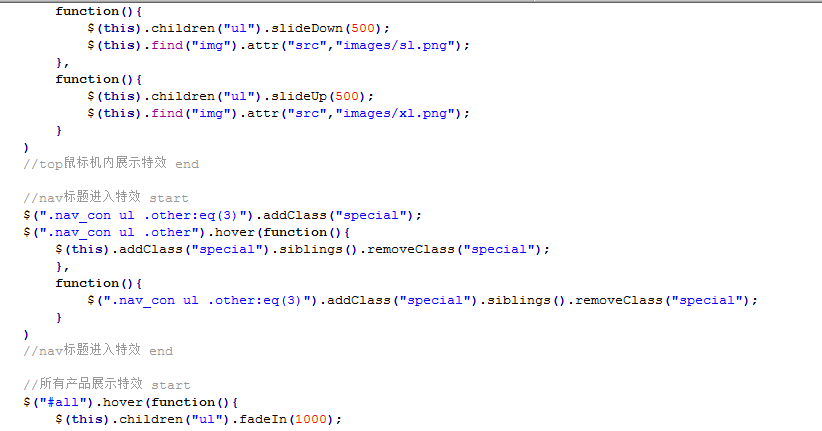 function(){
$(this).children("ul").slideDown(500);
$(this).find("img").attr("src","images/sl.png");
},
function(){
$(this).children("ul").slideUp(500);
$(this).find("img").attr("src","images/xl.png");
}
)
//top鼠标机内展示特效 end
//nav标题进入特效 start
$(".nav_con ul .other:eq(3)").addClass("special");
$(".nav_con ul .other").hover(function(){
$(this).addClass("special").siblings().removeClass("special");
},
function(){
$(".nav_con ul .other:eq(3)").addClass("special").siblings().removeClass("special");
}
)
//nav标题进入特效 end
//所有产品展示特效 start
$("#all").hover(function(){
$(this).children("ul").fadeIn(1000);